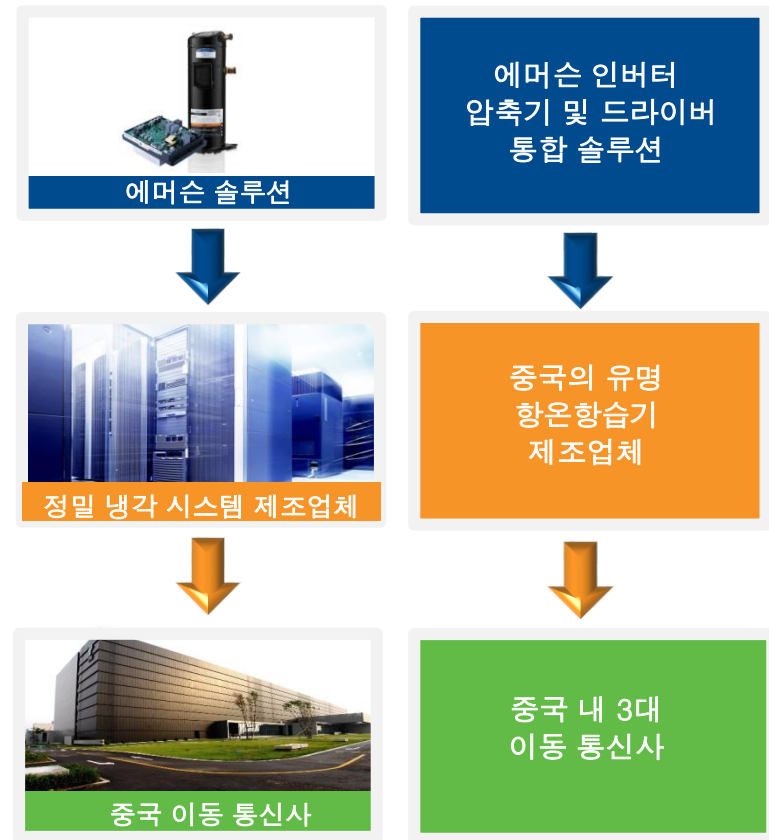 에머슨 솔루션
에머슨 인버터
압축기 및 드라이버
통합 솔루션
정밀 냉각 시스템 제조업체
중국의 유명
항온항습기
제조업체
중국 이동 통신사
중국 내 3대
이동 통신사